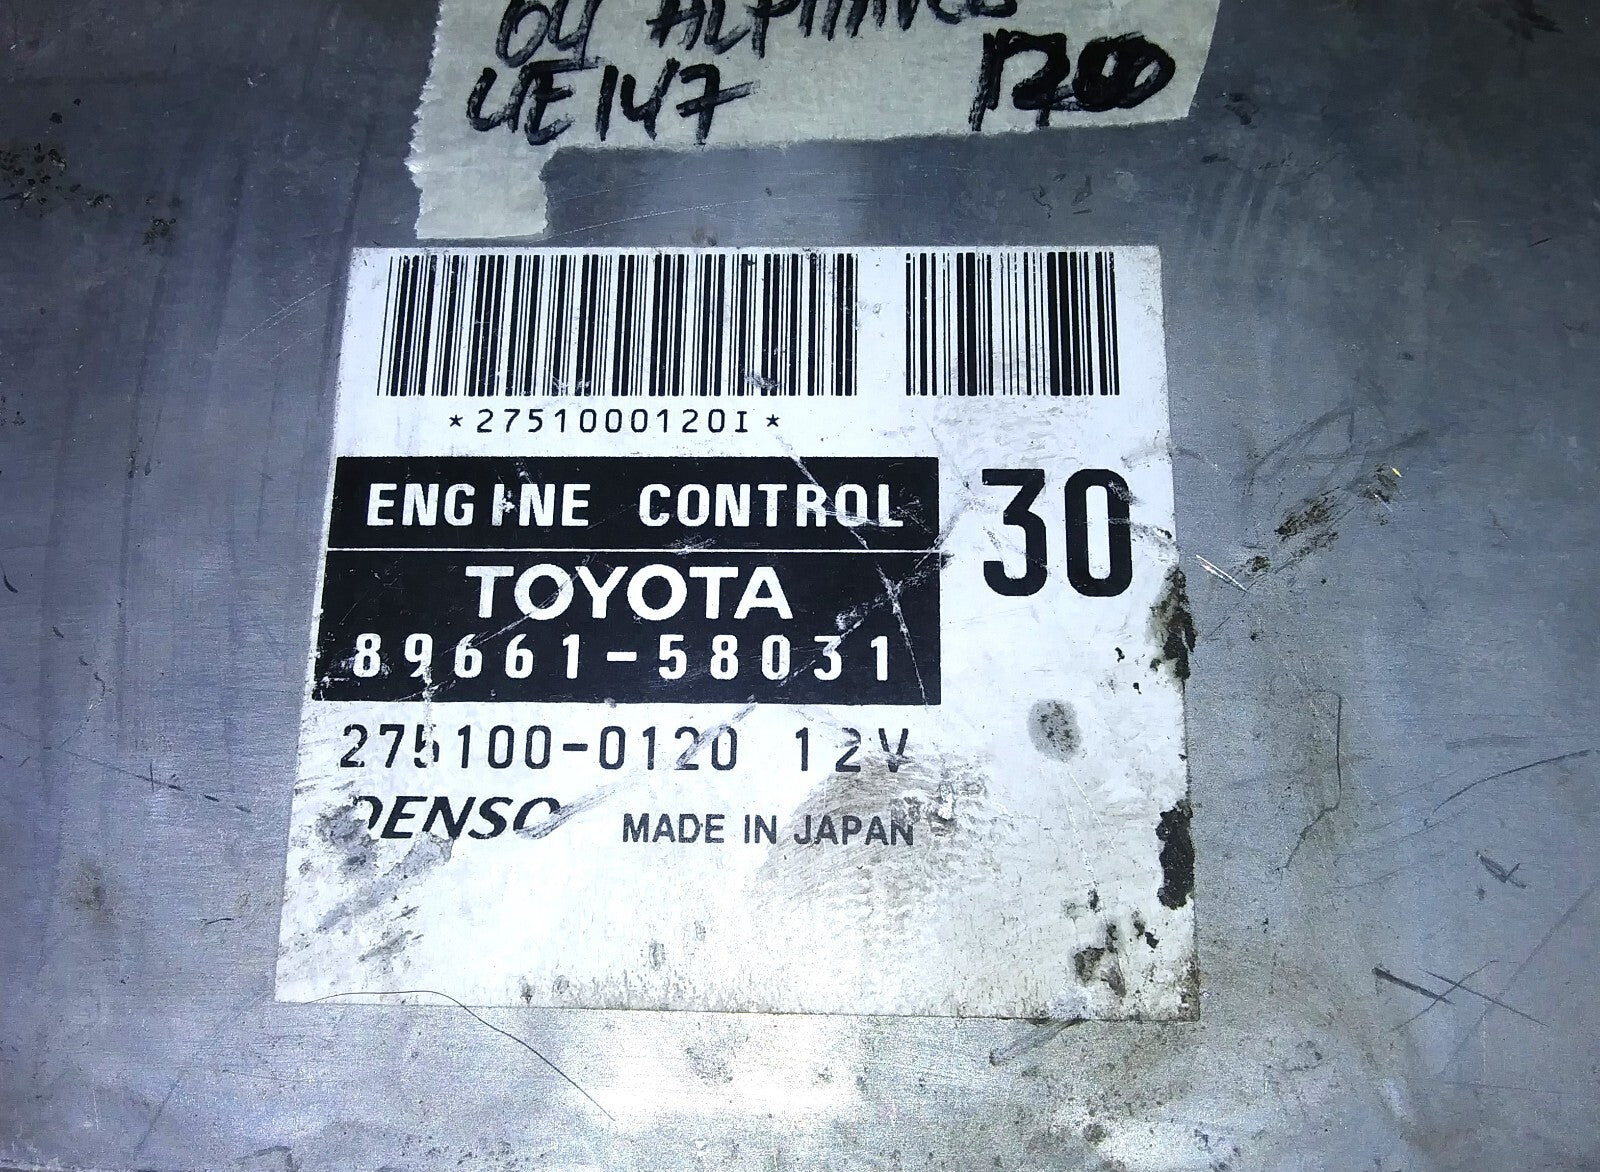 04 ALPHARD
UE147 1200
*2751000120I*
ENGINE CONTROL
30
TOYOTA
89661-58031
275100-0120 12V
DENSO MADE IN JAPAN